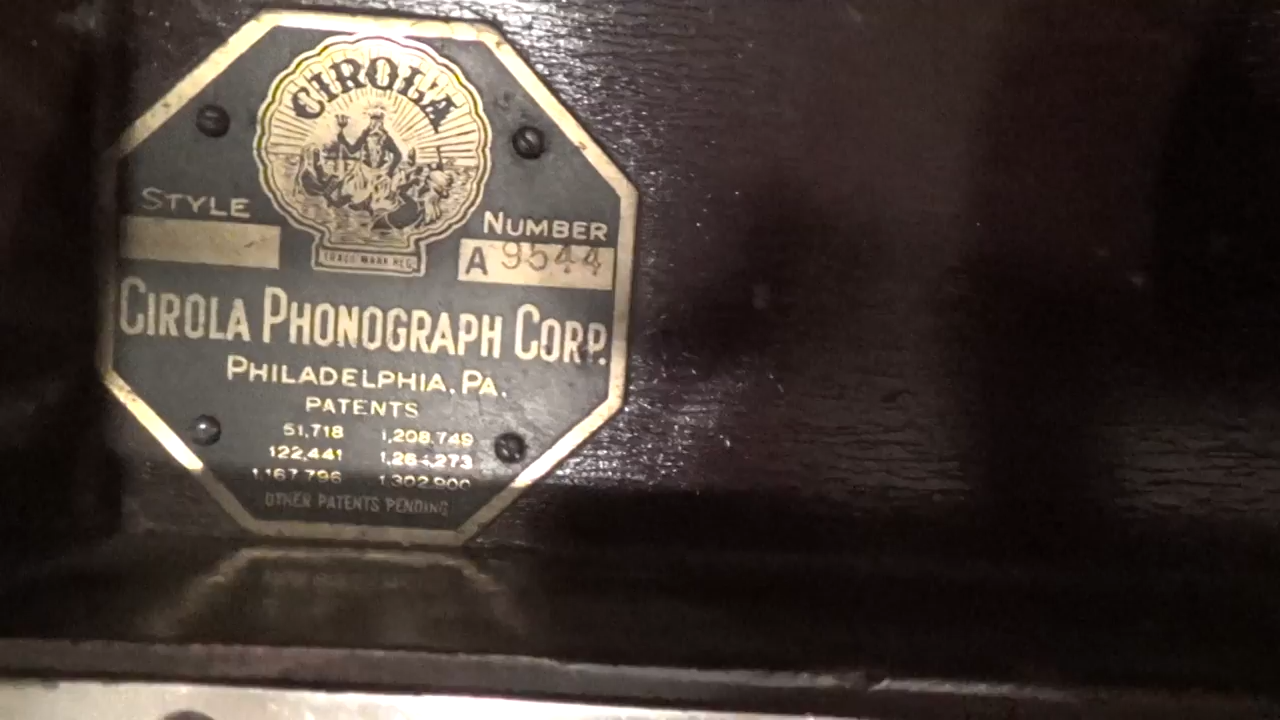 CIROLA
TRADE MARK REG.
STYLE
NUMBER
A 9544
CIROLA PHONOGRAPH CORP.
PHILADELPHIA, PA.
PATENTS
51,718 1,208,749
122,441
1,167,796 1,302,900
OTHER PATENTS PENDING